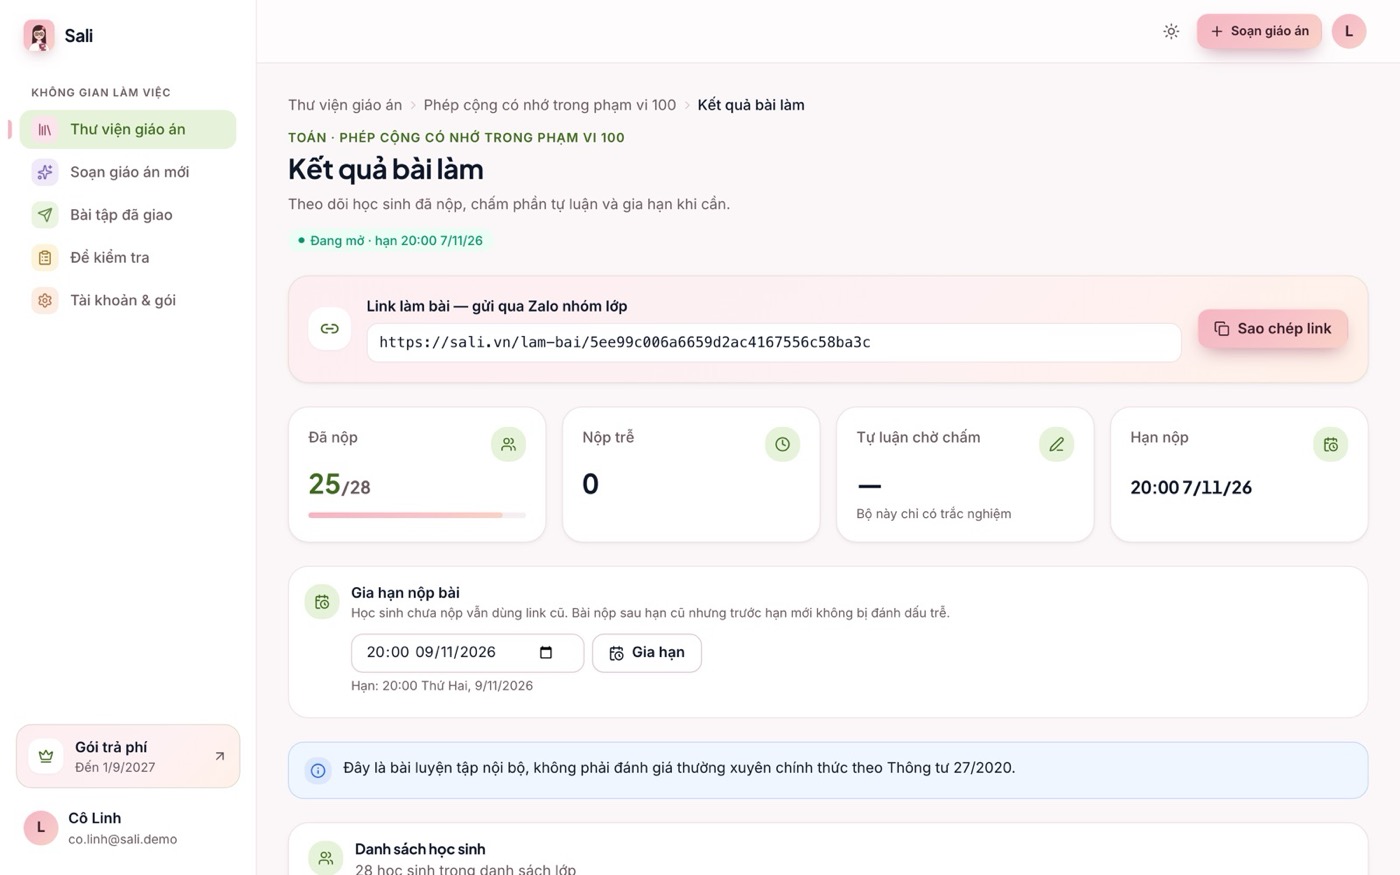 Sali
KHÔNG GIAN LÀM VIỆC
Thư viện giáo án
Soạn giáo án mới
Bài tập đã giao
Đề kiểm tra
Tài khoản & gói
Gói trả phí
Đến 1/9/2027
L
Cô Linh
co.linh@sali.demo
+ Soạn giáo án
L
Thư viện giáo án › Phép cộng có nhớ trong phạm vi 100 › Kết quả bài làm
TOÁN · PHÉP CỘNG CÓ NHỚ TRONG PHẠM VI 100
Kết quả bài làm
Theo dõi học sinh đã nộp, chấm phần tự luận và gia hạn khi cần.
Đang mở · hạn 20:00 7/11/26
Link làm bài — gửi qua Zalo nhóm lớp
https://sali.vn/lam-bai/5ee99c006a6659d2ac4167556c58ba3c
Sao chép link
Đã nộp
25/28
Nộp trễ
0
Tự luận chờ chấm
—
Bộ này chỉ có trắc nghiệm
Hạn nộp
20:00 7/11/26
Gia hạn nộp bài
Học sinh chưa nộp vẫn dùng link cũ. Bài nộp sau hạn cũ nhưng trước hạn mới không bị đánh dấu trễ.
20:00 09/11/2026
Gia hạn
Hạn: 20:00 Thứ Hai, 9/11/2026
Đây là bài luyện tập nội bộ, không phải đánh giá thường xuyên chính thức theo Thông tư 27/2020.
Danh sách học sinh
28 học sinh trong danh sách lớp